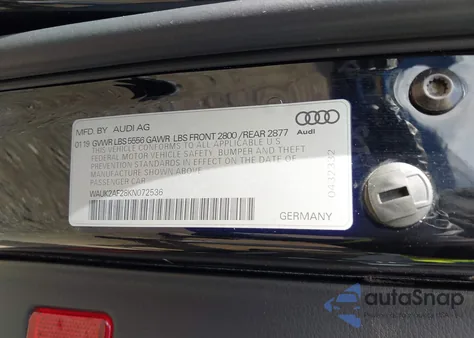 MFD. BY AUDI AG
Audi
01 19 GVWR LBS 5556 GAWR LBS FRONT 2800 /REAR 2877
THIS VEHICLE CONFORMS TO ALL APPLICABLE U.S.
FEDERAL MOTOR VEHICLE SAFETY, BUMPER AND THEFT
PREVENTION STANDARDS IN EFFECT ON THE
DATE OF MANUFACTURE SHOWN ABOVE.
PASSENGER CAR
WAUK2AF28KN072536
GERMANY
autoSnap